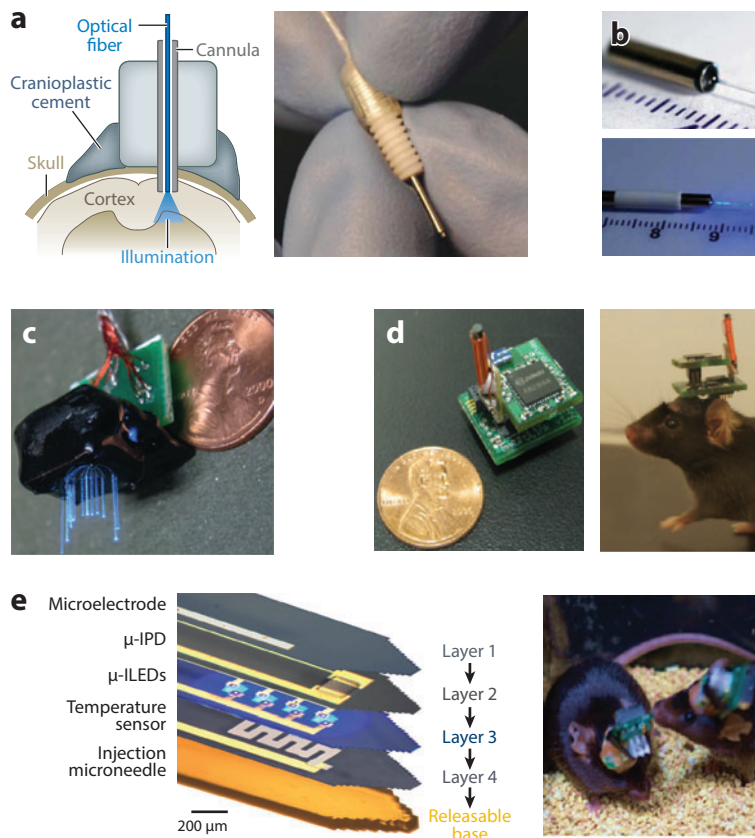 a
Optical
fiber
Cannula
Cranioplastic
cement
Skull
Cortex
Illumination
b
8 9
c
d
e
Microelectrode
μ-IPD
μ-ILEDs
Temperature
sensor
Injection
microneedle
Layer 1
Layer 2
Layer 3
Layer 4
Releasable
base
200 μm